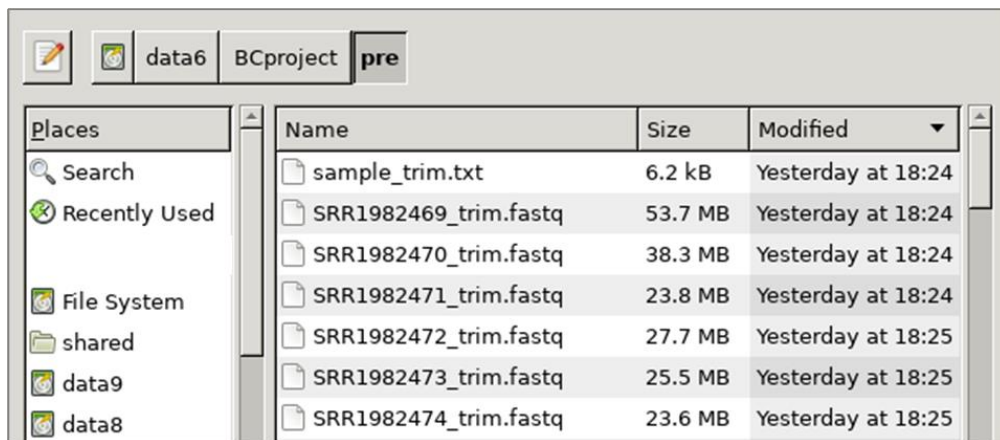 data6 BCproject pre
Places
Search
Recently Used
File System
shared
data9
data8
Name Size Modified
sample_trim.txt 6.2 kB Yesterday at 18:24
SRR1982469_trim.fastq 53.7 MB Yesterday at 18:24
SRR1982470_trim.fastq 38.3 MB Yesterday at 18:24
SRR1982471_trim.fastq 23.8 MB Yesterday at 18:24
SRR1982472_trim.fastq 27.7 MB Yesterday at 18:25
SRR1982473_trim.fastq 25.5 MB Yesterday at 18:25
SRR1982474_trim.fastq 23.6 MB Yesterday at 18:25